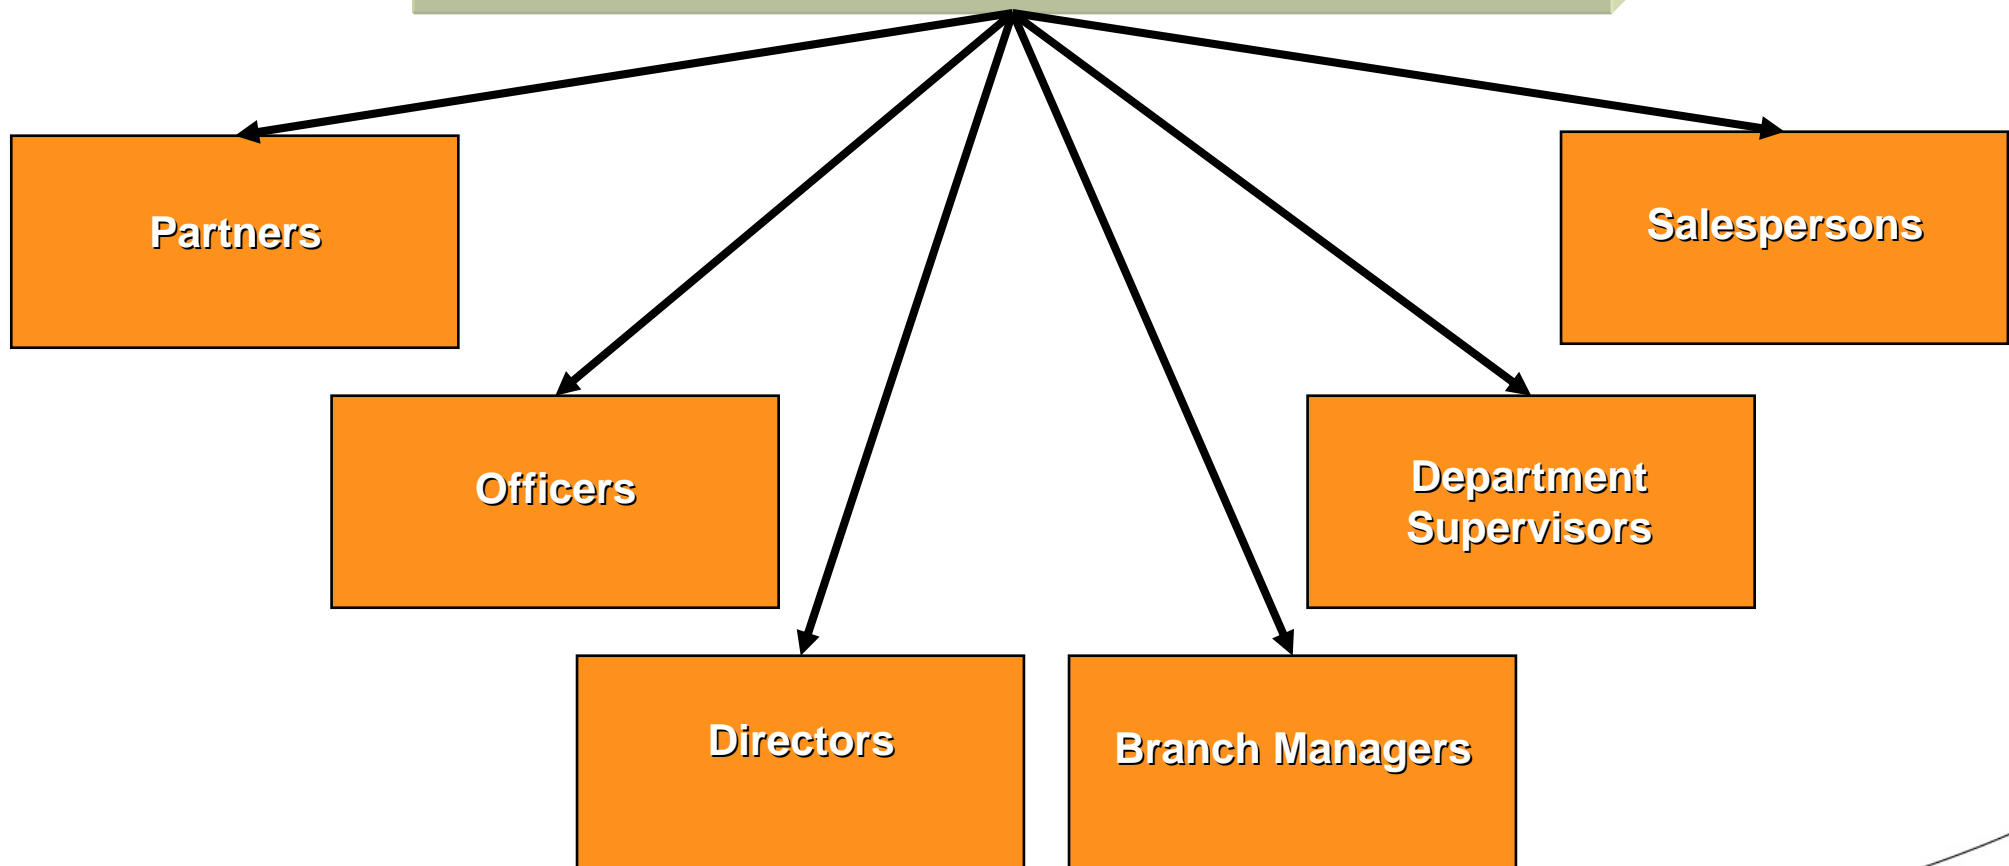 Partners
Salespersons
Officers
Department
Supervisors
Directors
Branch Managers